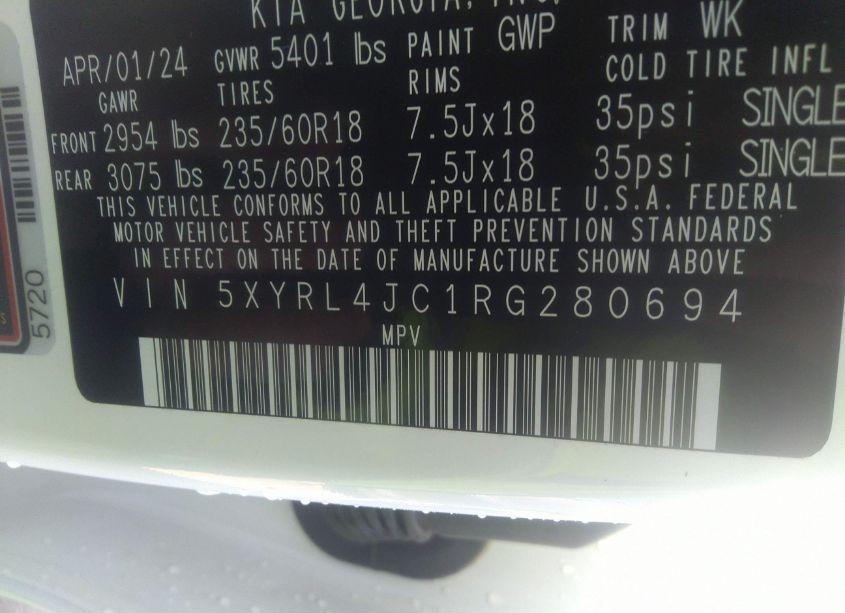 KIA GEORGIA, INC.
APR/01/24 GVWR 5401 lbs PAINT GWP TRIM WK
GAWR TIRES RIMS COLD TIRE INFL
FRONT 2954 lbs 235/60R18 7.5Jx18 35psi SINGLE
REAR 3075 lbs 235/60R18 7.5Jx18 35psi SINGLE
THIS VEHICLE CONFORMS TO ALL APPLICABLE U.S.A. FEDERAL
MOTOR VEHICLE SAFETY AND THEFT PREVENTION STANDARDS
IN EFFECT ON THE DATE OF MANUFACTURE SHOWN ABOVE
VIN 5XYRL4JC1RG280694
MPV
5720